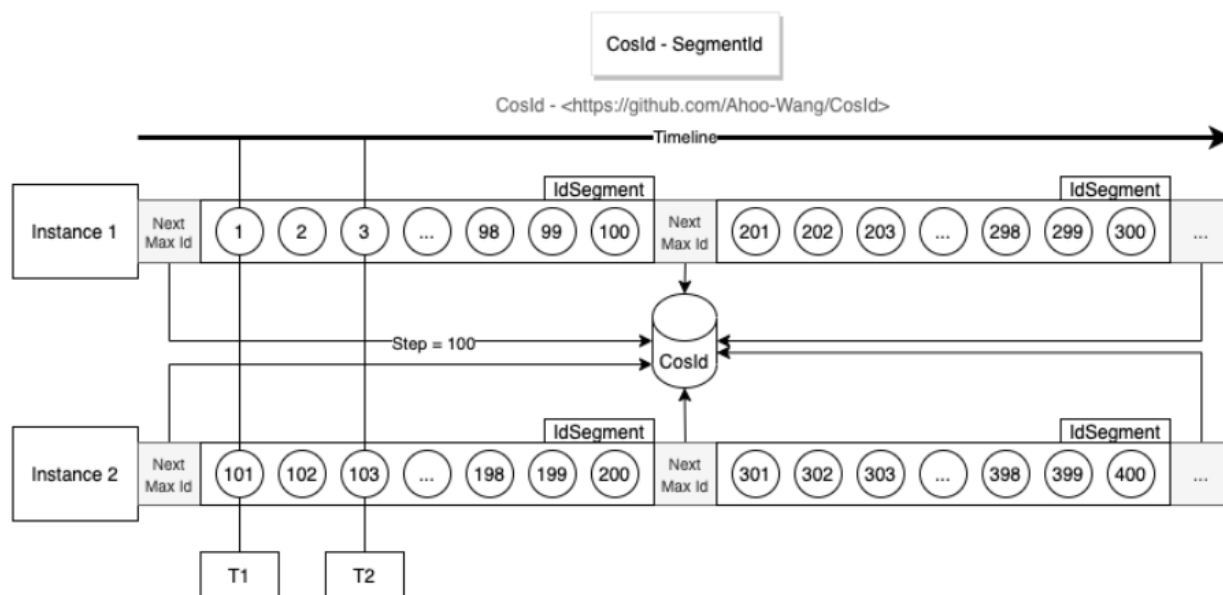 CosId - SegmentId
CosId - <https://github.com/Ahoo-Wang/CosId>
Timeline
IdSegment
IdSegment
Instance 1
Next
Max Id
1 2 3 ... 98 99 100
Next
Max Id
201 202 203 ... 298 299 300
...
Step = 100
CosId
IdSegment
IdSegment
Instance 2
Next
Max Id
101 102 103 ... 198 199 200
Next
Max Id
301 302 303 ... 398 399 400
...
T1
T2